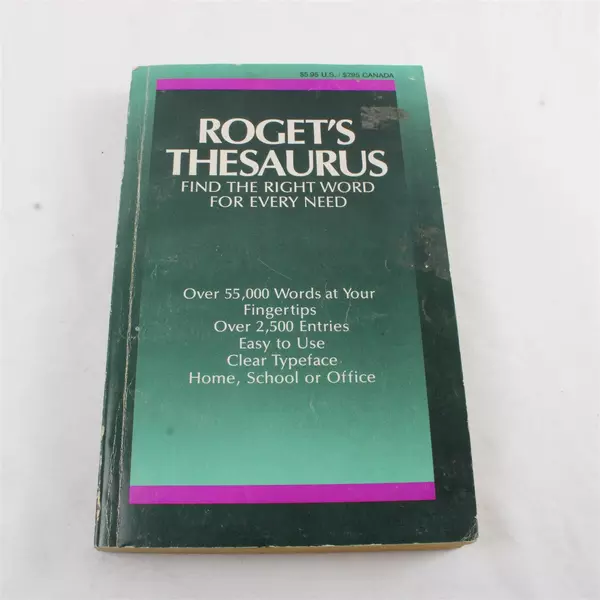 $5.95 U.S. / $7.95 CANADA
ROGET'S
THESAURUS
FIND THE RIGHT WORD
FOR EVERY NEED
Over 55,000 Words at Your
Fingertips
Over 2,500 Entries
Easy to Use
Clear Typeface
Home, School or Office